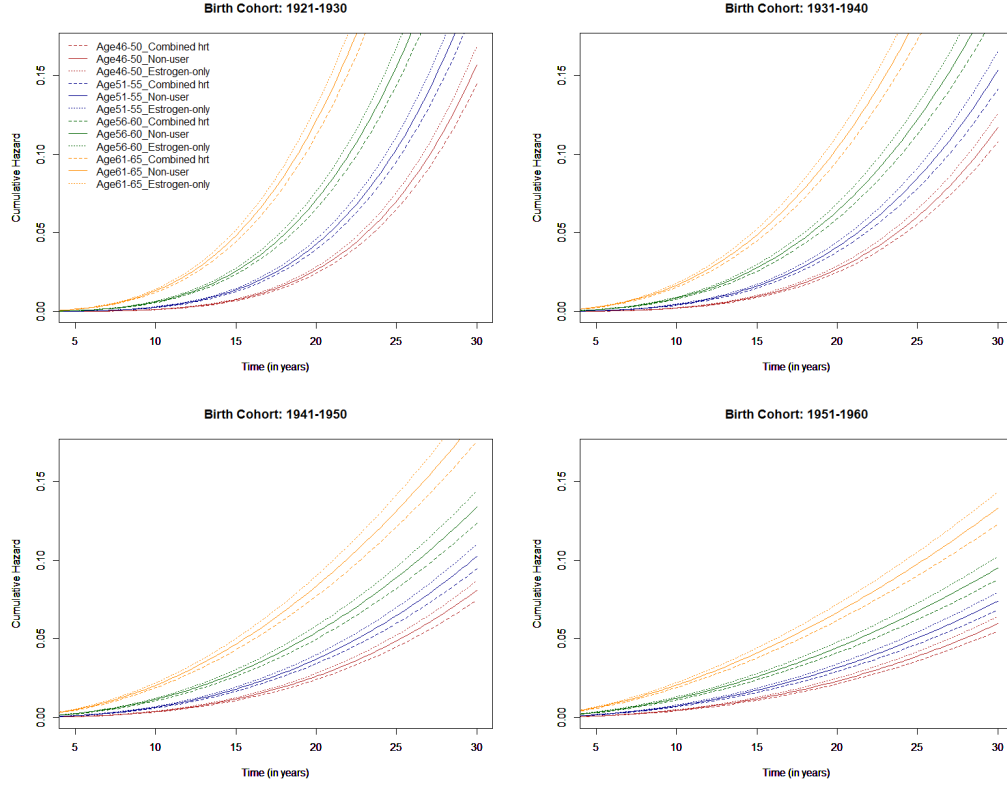 Birth Cohort: 1921-1930
Cumulative Hazard
0.15
0.10
0.05
0.00
Age46-50_Combined hrt
Age46-50_Non-user
Age46-50_Estrogen-only
Age51-55_Combined hrt
Age51-55_Non-user
Age51-55_Estrogen-only
Age56-60_Combined hrt
Age56-60_Non-user
Age56-60_Estrogen-only
Age61-65_Combined hrt
Age61-65_Non-user
Age61-65_Estrogen-only
5 10 15 20 25 30
Time (in years)
Birth Cohort: 1931-1940
Cumulative Hazard
0.15
0.10
0.05
0.00
5 10 15 20 25 30
Time (in years)
Birth Cohort: 1941-1950
Cumulative Hazard
0.15
0.10
0.05
0.00
5 10 15 20 25 30
Time (in years)
Birth Cohort: 1951-1960
Cumulative Hazard
0.15
0.10
0.05
0.00
5 10 15 20 25 30
Time (in years)